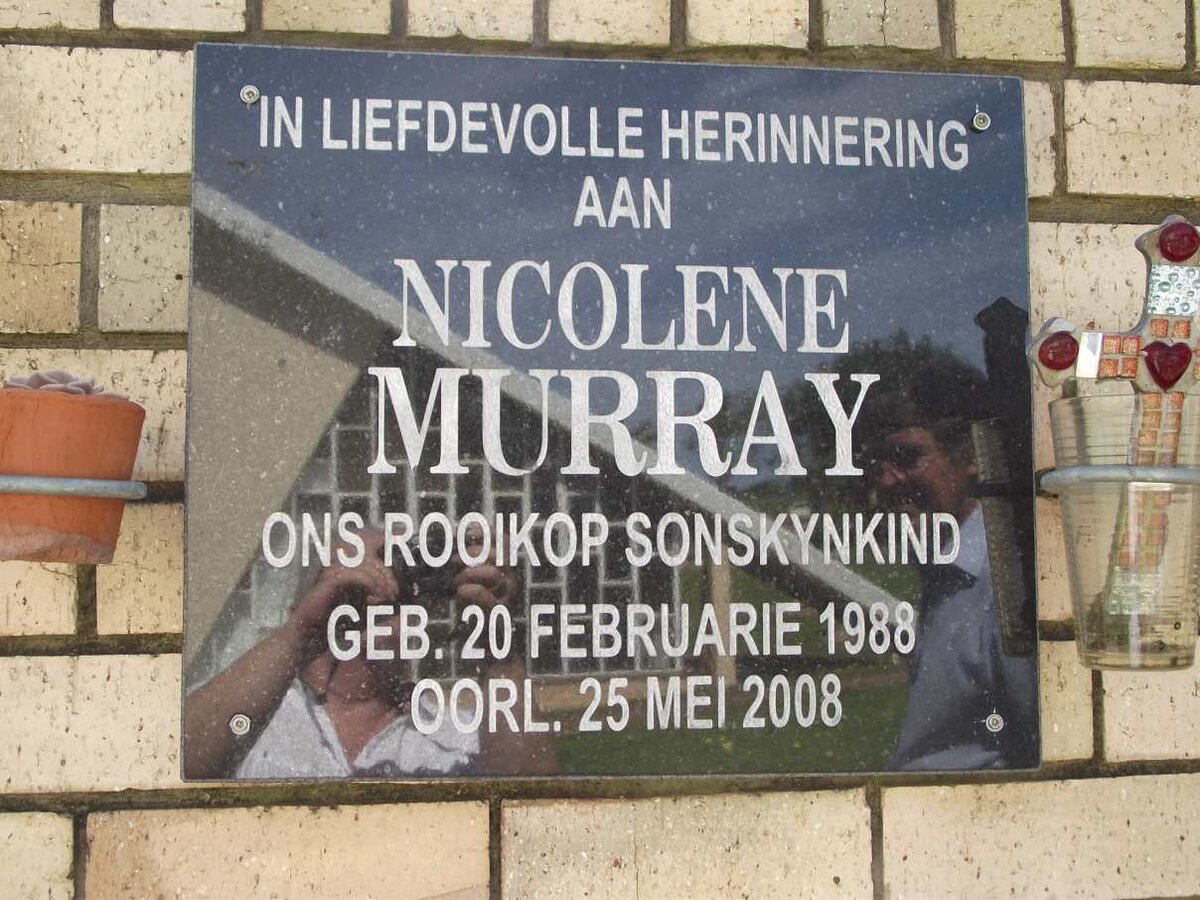 IN LIEFDEVOLLE HERINNERING
AAN
NICOLENE
MURRAY
ONS ROOIKOP SONSKYNKIND
GEB. 20 FEBRUARIE 1988
OORL. 25 MEI 2008